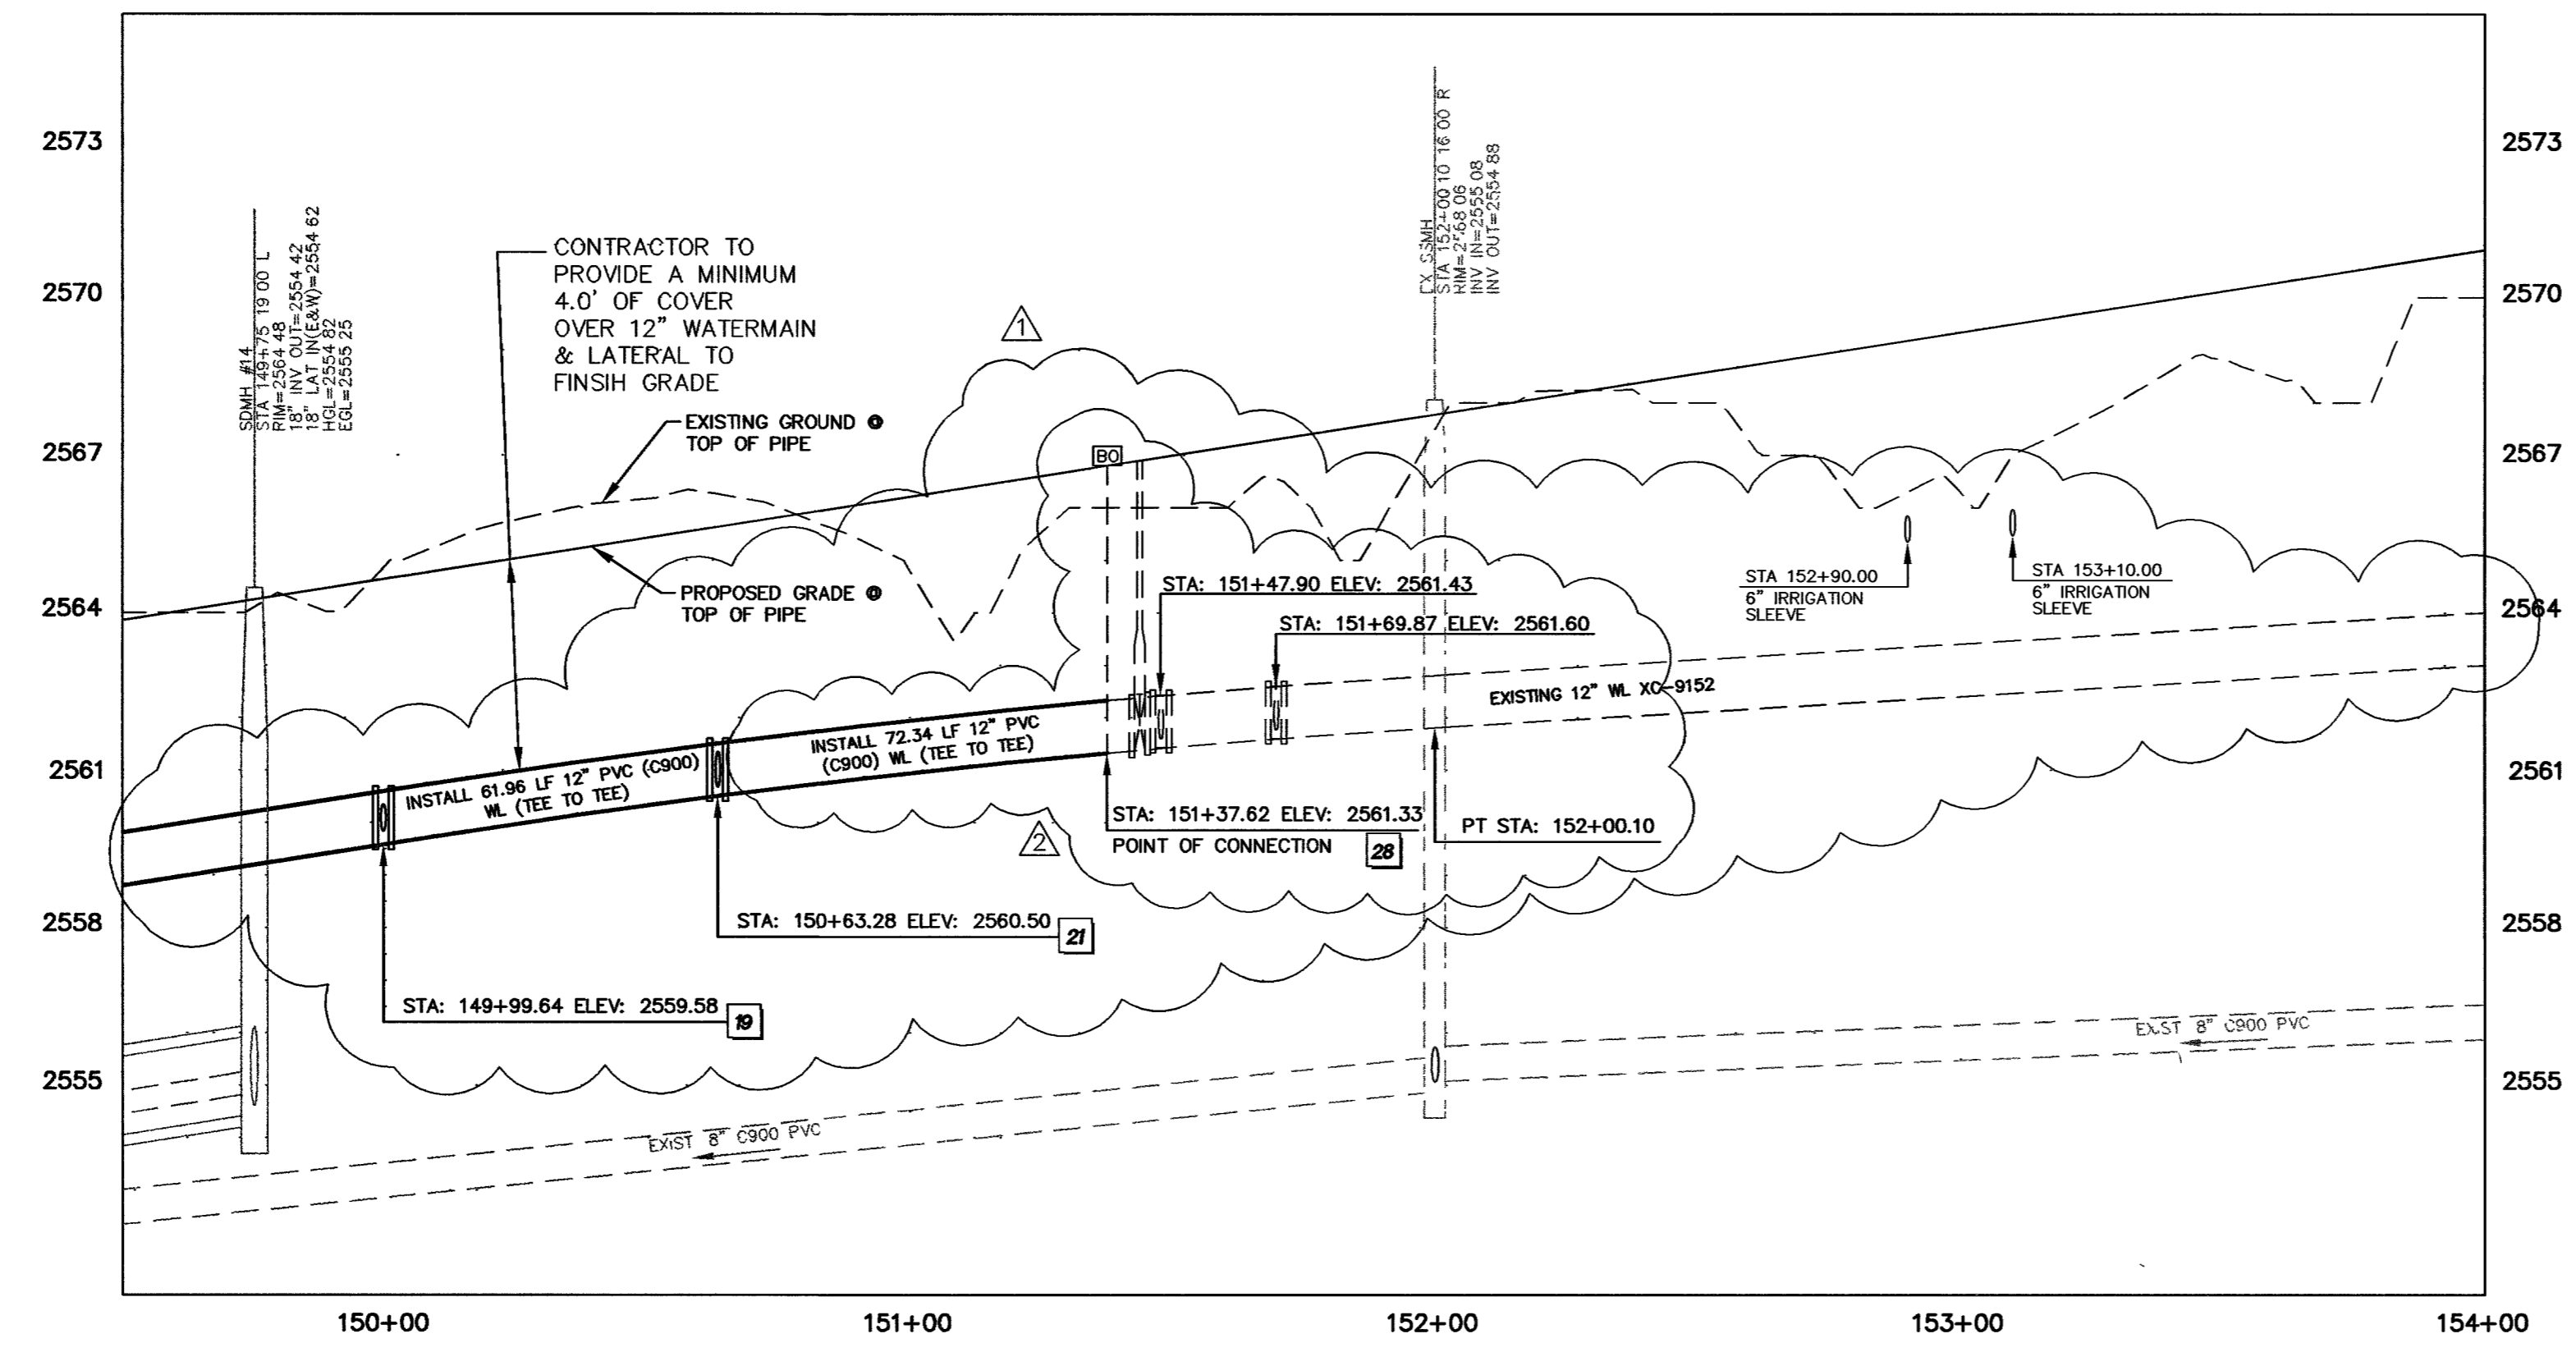 2573
2573
2570
2570
2567
2567
2564
2564
2561
2561
2558
2558
2555
2555
SDMH #14
STA 149+75 19 00 L
RIM=2564 48
18" INV OUT=2554 42
18" LAT IN(E&W)=2554 62
HGL=2554 82
EGL=2555 25
CONTRACTOR TO
PROVIDE A MINIMUM
4.0' OF COVER
OVER 12" WATERMAIN
& LATERAL TO
FINSIH GRADE
EXISTING GROUND @
TOP OF PIPE
PROPOSED GRADE @
TOP OF PIPE
1
BO
SSMH
STA 152+00 10 16 00 R
INV IN=2555 08
INV OUT=2554 88
STA: 151+47.90 ELEV: 2561.43
STA: 151+69.87 ELEV: 2561.60
STA 152+90.00
6" IRRIGATION
SLEEVE
STA 153+10.00
6" IRRIGATION
SLEEVE
EXISTING 12" WL XC-9152
INSTALL 61.96 LF 12" PVC (C900)
WL (TEE TO TEE)
INSTALL 72.34 LF 12" PVC
(C900) WL (TEE TO TEE)
STA: 151+37.62 ELEV: 2561.33
POINT OF CONNECTION
28
2
PT STA: 152+00.10
STA: 150+63.28 ELEV: 2560.50
21
STA: 149+99.64 ELEV: 2559.58
19
EXIST 8" C900 PVC
EXIST 8" C900 PVC
150+00
151+00
152+00
153+00
154+00